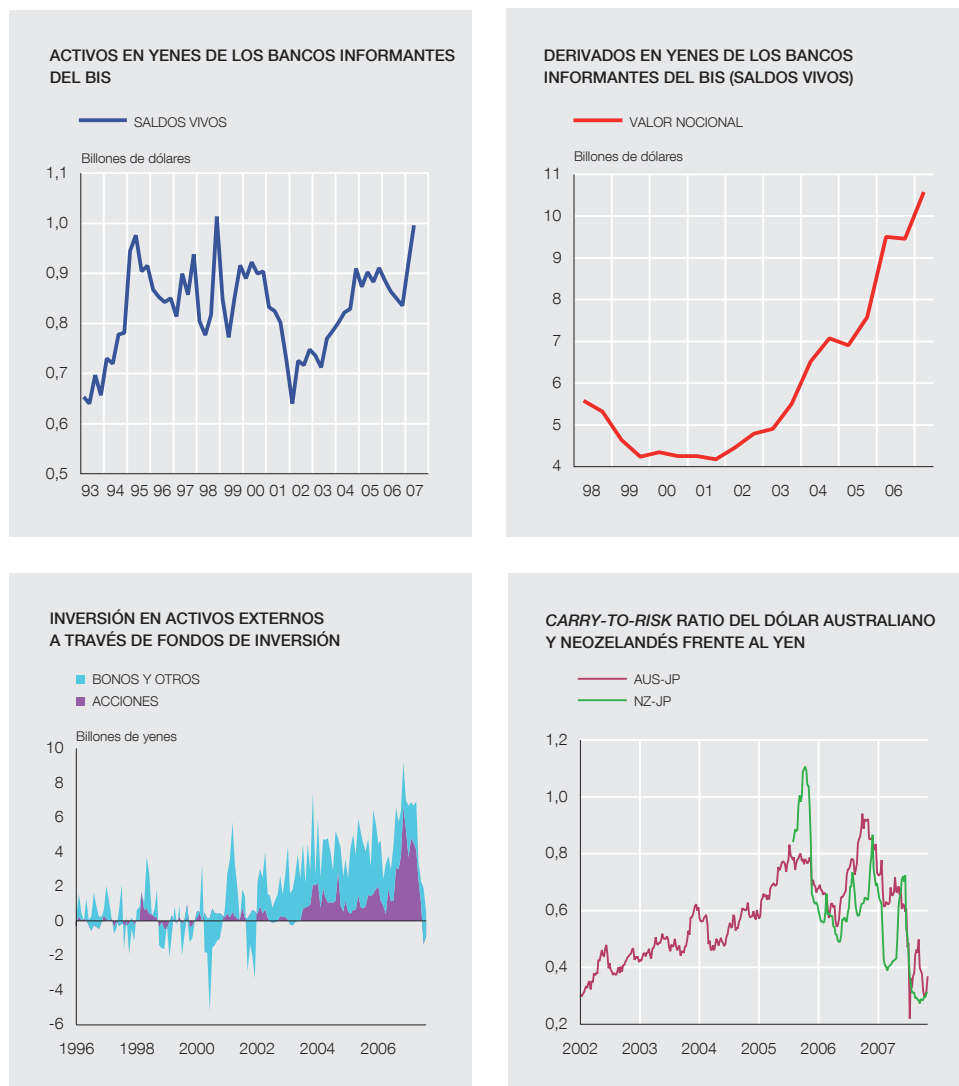 ACTIVOS EN YENES DE LOS BANCOS INFORMANTES
DEL BIS
SALDOS VIVOS
Billones de dólares
1,1
1,0
0,9
0,8
0,7
0,6
0,5
93 94 95 96 97 98 99 00 01 02 03 04 05 06 07
DERIVADOS EN YENES DE LOS BANCOS
INFORMANTES DEL BIS (SALDOS VIVOS)
VALOR NOCIONAL
Billones de dólares
11
10
9
8
7
6
5
4
98 99 00 01 02 03 04 05 06
INVERSIÓN EN ACTIVOS EXTERNOS
A TRAVÉS DE FONDOS DE INVERSIÓN
BONOS Y OTROS
ACCIONES
Billones de yenes
10
8
6
4
2
0
-2
-4
-6
1996 1998 2000 2002 2004 2006
CARRY-TO-RISK RATIO DEL DÓLAR AUSTRALIANO
Y NEOZELANDÉS FRENTE AL YEN
AUS-JP
NZ-JP
1,2
1,0
0,8
0,6
0,4
0,2
2002 2003 2004 2005 2006 2007